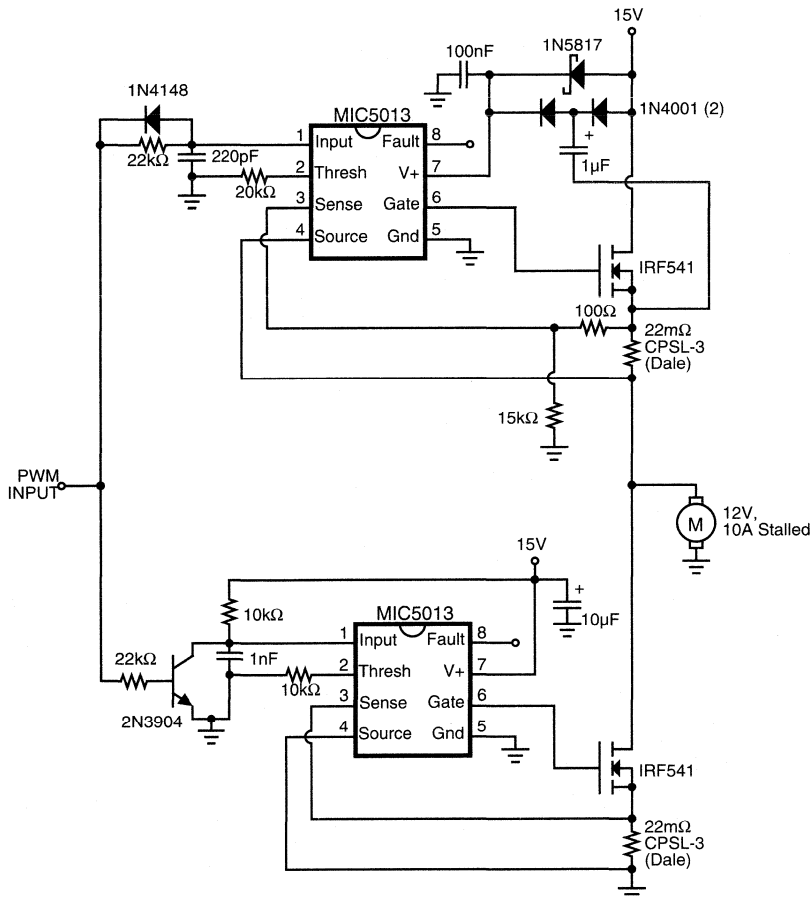 15V
1N5817
100nF
1N4148
1N4001 (2)
MIC5013
+
22kΩ
220pF
1 Input Fault 8
1µF
20kΩ
2 Thresh V+ 7
3 Sense Gate 6
4 Source Gnd 5
IRF541
100Ω
22mΩ
CPSL-3
(Dale)
15kΩ
PWM
INPUT
M
12V,
10A Stalled
15V
+
10kΩ
10µF
MIC5013
22kΩ
1nF
1 Input Fault 8
10kΩ
2 Thresh V+ 7
3 Sense Gate 6
2N3904
4 Source Gnd 5
IRF541
22mΩ
CPSL-3
(Dale)